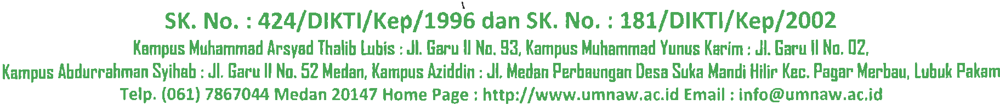 SK. No. : 424/DIKTI/Kep/1996 dan SK. No. : 181/DIKTI/Kep/2002
Kampus Muhammad Arsyad Thalib Lubis : Jl. Garu II No. 93, Kampus Muhammad Yunus Karim : Jl. Garu II No. 02,
Kampus Abdurrahman Syihab : Jl. Garu II No. 52 Medan, Kampus Aziddin : Jl. Medan Perbaungan Desa Suka Mandi Hilir Kec. Pagar Merbau, Lubuk Pakam
Telp. (061) 7867044 Medan 20147 Home Page : http://www.umnaw.ac.id Email : info@umnaw.ac.id